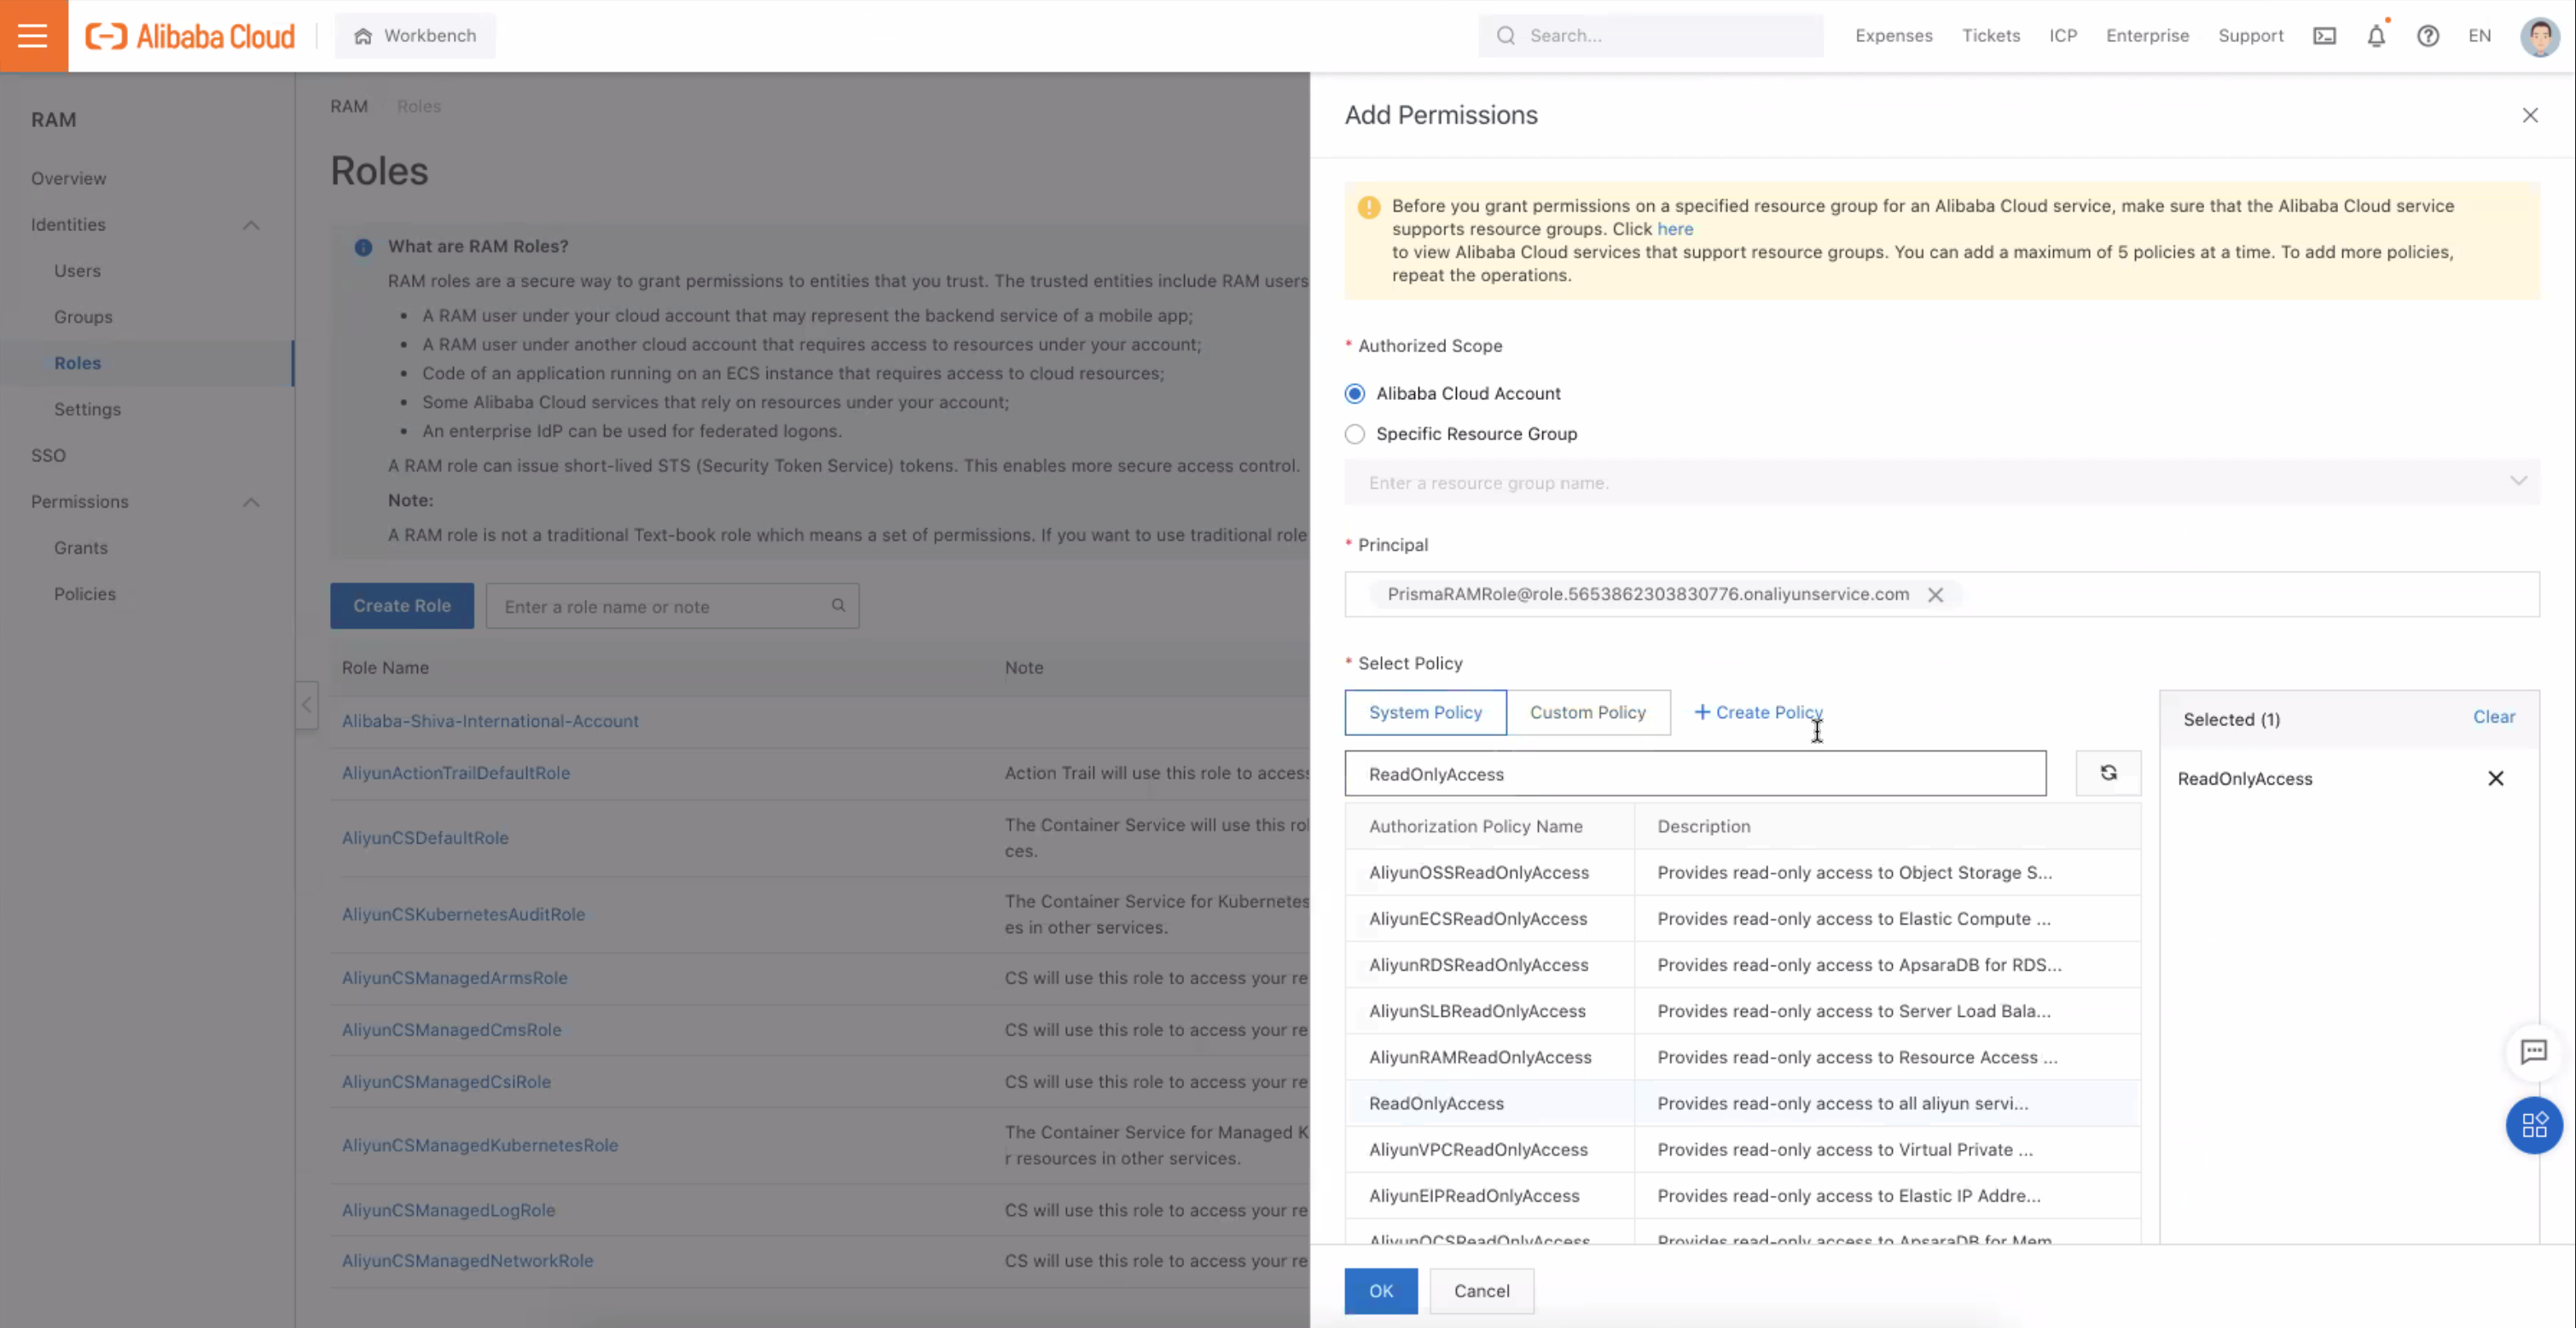 Alibaba Cloud
Workbench
Search...
Expenses
Tickets
ICP
Enterprise
Support
EN
RAM
Overview
Identities
Users
Groups
Roles
Settings
SSO
Permissions
Grants
Policies
RAM Roles
Roles
What are RAM Roles?
RAM roles are a secure way to grant permissions to entities that you trust. The trusted entities include RAM users
A RAM user under your cloud account that may represent the backend service of a mobile app;
A RAM user under another cloud account that requires access to resources under your account;
Code of an application running on an ECS instance that requires access to cloud resources;
Some Alibaba Cloud services that rely on resources under your account;
An enterprise IdP can be used for federated logons.
A RAM role can issue short-lived STS (Security Token Service) tokens. This enables more secure access control.
Note:
A RAM role is not a traditional Text-book role which means a set of permissions. If you want to use traditional role
Create Role
Enter a role name or note
Role Name
Note
Alibaba-Shiva-International-Account
AliyunActionTrailDefaultRole
Action Trail will use this role to access
AliyunCSDefaultRole
The Container Service will use this rol
ces.
AliyunCSKubernetesAuditRole
The Container Service for Kubernetes
es in other services.
AliyunCSManagedArmsRole
CS will use this role to access your re
AliyunCSManagedCmsRole
CS will use this role to access your re
AliyunCSManagedCsiRole
CS will use this role to access your re
AliyunCSManagedKubernetesRole
The Container Service for Managed K
r resources in other services.
AliyunCSManagedLogRole
CS will use this role to access your re
AliyunCSManagedNetworkRole
CS will use this role to access your re
Add Permissions
Before you grant permissions on a specified resource group for an Alibaba Cloud service, make sure that the Alibaba Cloud service
supports resource groups. Click here
to view Alibaba Cloud services that support resource groups. You can add a maximum of 5 policies at a time. To add more policies,
repeat the operations.
* Authorized Scope
Alibaba Cloud Account
Specific Resource Group
Enter a resource group name.
* Principal
PrismaRAMRole@role.5653862303830776.onaliyunservice.com
* Select Policy
System Policy
Custom Policy
+ Create Policy
ReadOnlyAccess
Authorization Policy Name
Description
AliyunOSSReadOnlyAccess
Provides read-only access to Object Storage S...
AliyunECSReadOnlyAccess
Provides read-only access to Elastic Compute ...
AliyunRDSReadOnlyAccess
Provides read-only access to ApsaraDB for RDS...
AliyunSLBReadOnlyAccess
Provides read-only access to Server Load Bala...
AliyunRAMReadOnlyAccess
Provides read-only access to Resource Access ...
ReadOnlyAccess
Provides read-only access to all aliyun servi...
AliyunVPCReadOnlyAccess
Provides read-only access to Virtual Private ...
AliyunEIPReadOnlyAccess
Provides read-only access to Elastic IP Addre...
AliyunOCSReadOnlyAccess
Provides read-only access to ApsaraDB for Mem
Selected (1)
Clear
ReadOnlyAccess
OK
Cancel